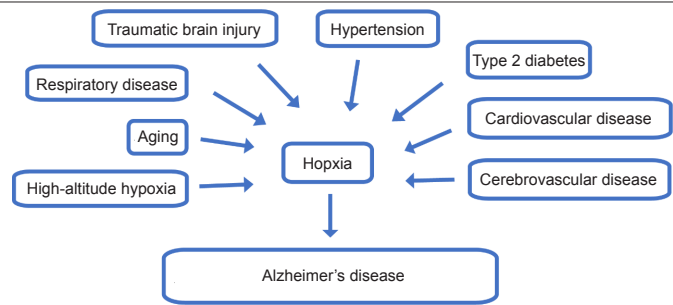 Traumatic brain injury
Hypertension
Type 2 diabetes
Respiratory disease
Cardiovascular disease
Aging
Hopxia
High-altitude hypoxia
Cerebrovascular disease
Alzheimer's disease